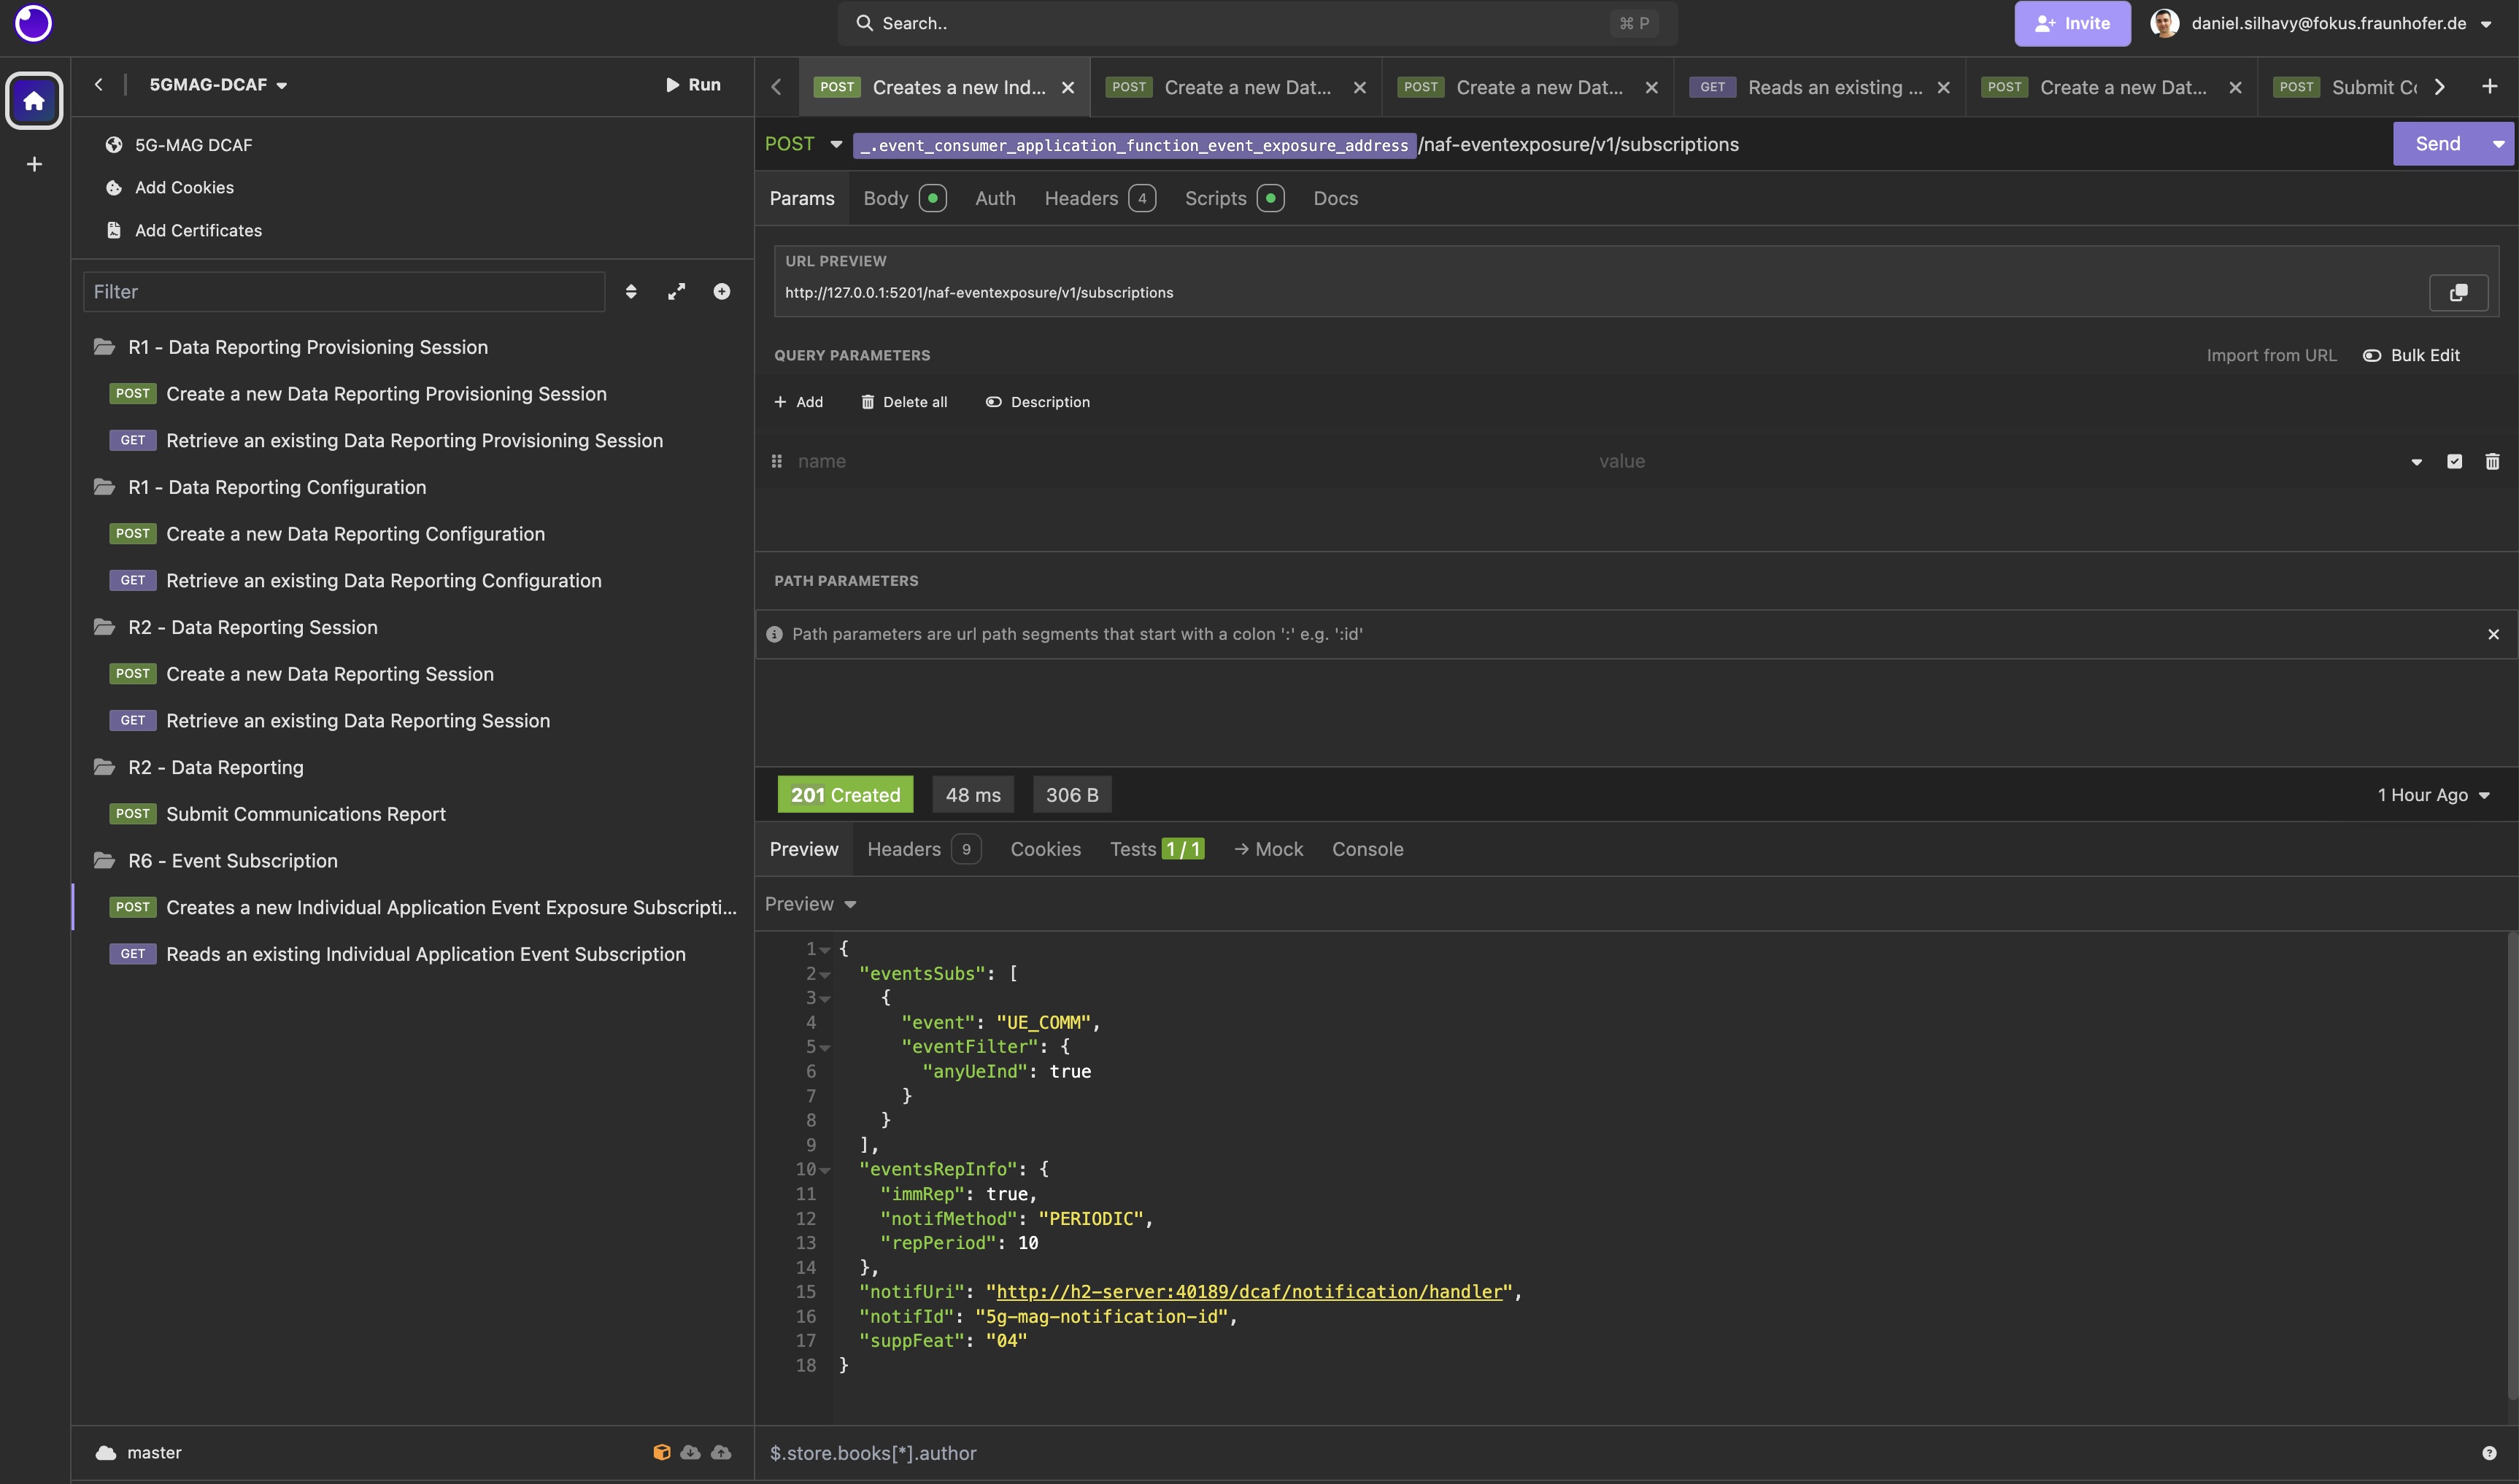 Search..
⌘ P
Invite
daniel.silhavy@fokus.fraunhofer.de
5GMAG-DCAF
Run
5G-MAG DCAF
Add Cookies
Add Certificates
Filter
R1 - Data Reporting Provisioning Session
POST Create a new Data Reporting Provisioning Session
GET Retrieve an existing Data Reporting Provisioning Session
R1 - Data Reporting Configuration
POST Create a new Data Reporting Configuration
GET Retrieve an existing Data Reporting Configuration
R2 - Data Reporting Session
POST Create a new Data Reporting Session
GET Retrieve an existing Data Reporting Session
R2 - Data Reporting
POST Submit Communications Report
R6 - Event Subscription
POST Creates a new Individual Application Event Exposure Subscripti...
GET Reads an existing Individual Application Event Subscription
master
POST Creates a new Ind...
POST Create a new Dat...
POST Create a new Dat...
GET Reads an existing ...
POST Create a new Dat...
POST Submit Co
POST _.event_consumer_application_function_event_exposure_address/naf-eventexposure/v1/subscriptions
Send
Params Body Auth Headers 4 Scripts Docs
URL PREVIEW
http://127.0.0.1:5201/naf-eventexposure/v1/subscriptions
QUERY PARAMETERS
Import from URL
Bulk Edit
+ Add
Delete all
Description
name
value
PATH PARAMETERS
Path parameters are url path segments that start with a colon ':' e.g. ':id'
201 Created
48 ms
306 B
1 Hour Ago
Preview Headers 9 Cookies Tests 1 / 1 → Mock Console
Preview
1 {
2 "eventsSubs": [
3 {
4 "event": "UE_COMM",
5 "eventFilter": {
6 "anyUeInd": true
7 }
8 }
9 ],
10 "eventsRepInfo": {
11 "immRep": true,
12 "notifMethod": "PERIODIC",
13 "repPeriod": 10
14 },
15 "notifUri": "http://h2-server:40189/dcaf/notification/handler",
16 "notifId": "5g-mag-notification-id",
17 "suppFeat": "04"
18 }
$.store.books[*].author